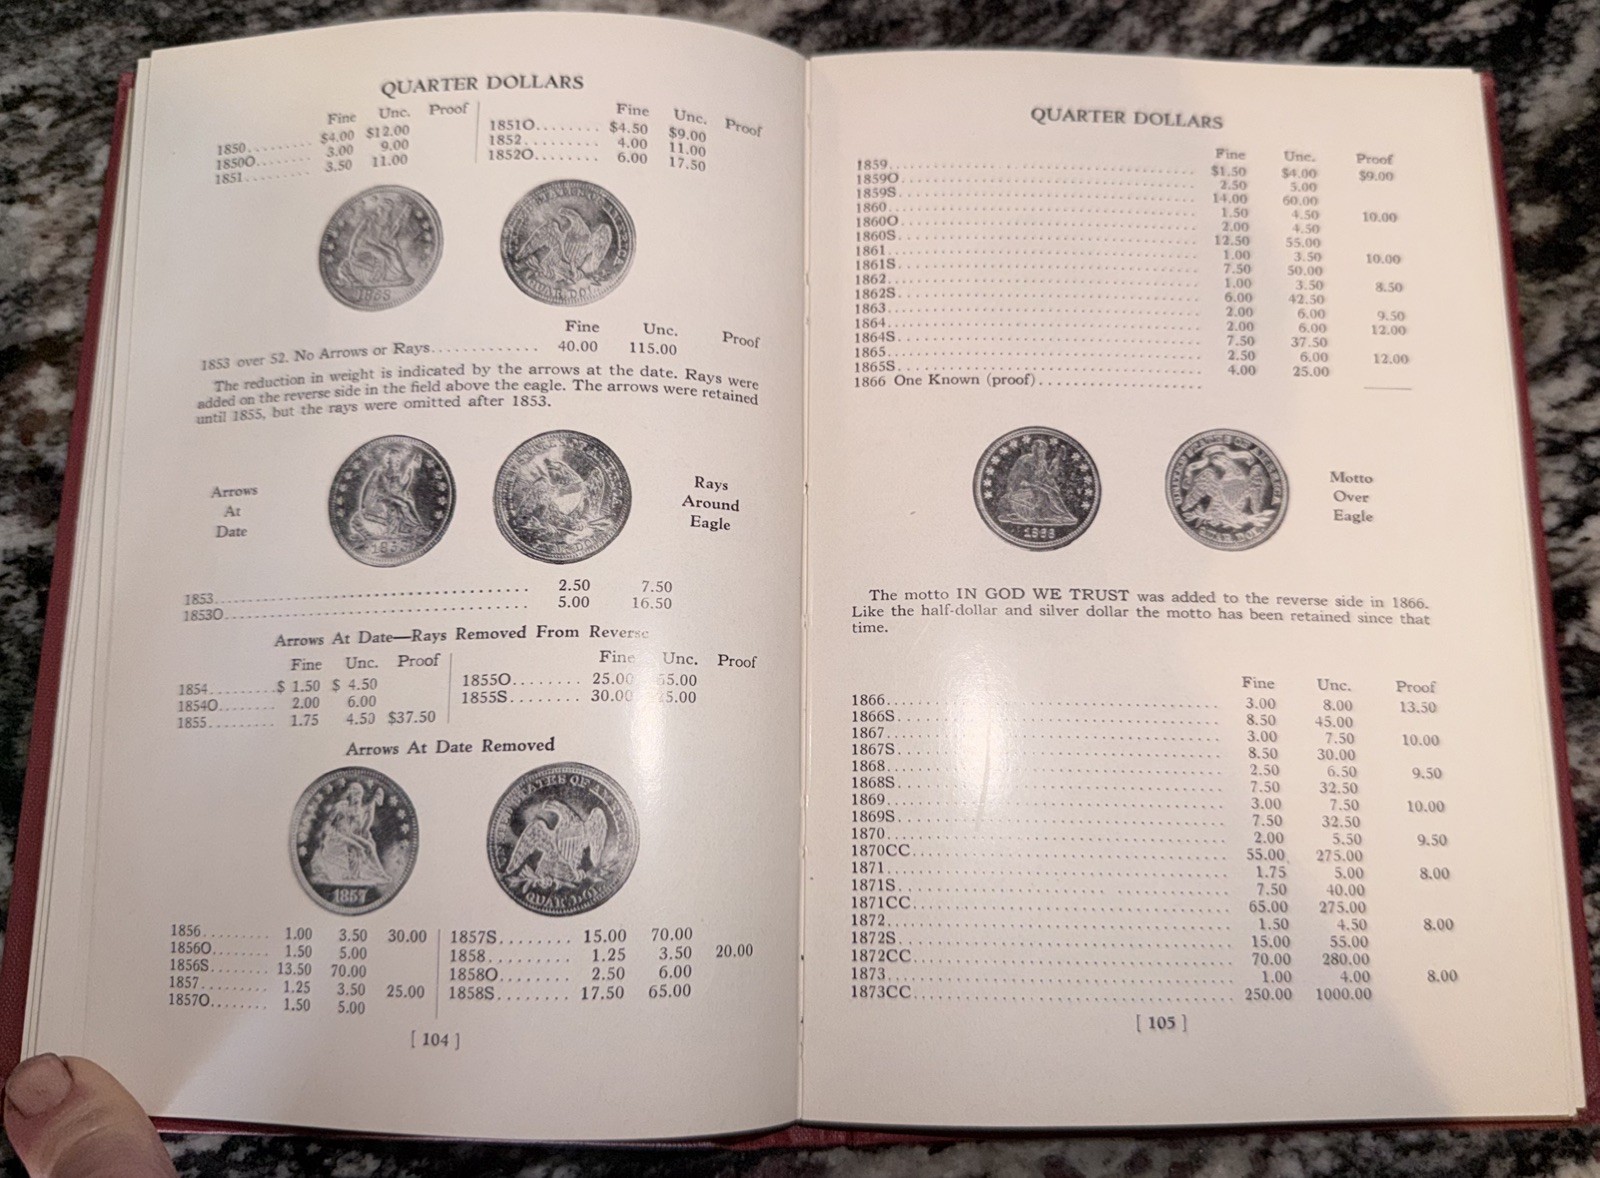 QUARTER DOLLARS
Fine Unc. Proof
1850 $4.00 $12.00
1850O 3.00 9.00
1851 3.50 11.00
Fine Unc. Proof
1851O $4.50 $9.00
1852 4.00 11.00
1852O 6.00 17.50
QUAR. DOL.
Fine Unc. Proof
1853 over 52. No Arrows or Rays 40.00 115.00
The reduction in weight is indicated by the arrows at the date. Rays were
added on the reverse side in the field above the eagle. The arrows were retained
until 1855, but the rays were omitted after 1853.
Arrows
At
Date
Rays
Around
Eagle
1853 2.50 7.50
1853O 5.00 16.50
Arrows At Date—Rays Removed From Reverse
Fine Unc. Proof
1854 $ 1.50 $ 4.50
1854O 2.00 6.00
1855 1.75 4.50 $37.50
Fine Unc. Proof
1855O 25.00
1855S 30.00
Arrows At Date Removed
1857
QUAR. DOL.
1856 1.00 3.50 30.00
1856O 1.50 5.00
1856S 13.50 70.00
1857 1.25 3.50 25.00
1857O 1.50 5.00
1857S 15.00 70.00
1858 1.25 3.50 20.00
1858O 2.50 6.00
1858S 17.50 65.00
[ 104 ]
QUARTER DOLLARS
Fine Unc. Proof
1859 $1.50 $4.00 $9.00
1859O 2.50 5.00
1859S 14.00 60.00
1860 1.50 4.50 10.00
1860O 2.00 4.50
1860S 12.50 55.00
1861 1.00 3.50 10.00
1861S 7.50 50.00
1862 1.00 3.50 8.50
1862S 6.00 42.50
1863 2.00 6.00 9.50
1864 2.00 6.00 12.00
1864S 7.50 37.50
1865 2.50 6.00 12.00
1865S 4.00 25.00
1866 One Known (proof)
Motto
Over
Eagle
The motto IN GOD WE TRUST was added to the reverse side in 1866.
Like the half-dollar and silver dollar the motto has been retained since that
time.
Fine Unc. Proof
1866 3.00 8.00 13.50
1866S 8.50 45.00
1867 3.00 7.50 10.00
1867S 8.50 30.00
1868 2.50 6.50 9.50
1868S 7.50 32.50
1869 3.00 7.50 10.00
1869S 7.50 32.50
1870 2.00 5.50 9.50
1870CC 55.00 275.00
1871 1.75 5.00 8.00
1871S 7.50 40.00
1871CC 65.00 275.00
1872 1.50 4.50 8.00
1872S 15.00 55.00
1872CC 70.00 280.00
1873 1.00 4.00 8.00
1873CC 250.00 1000.00
[ 105 ]